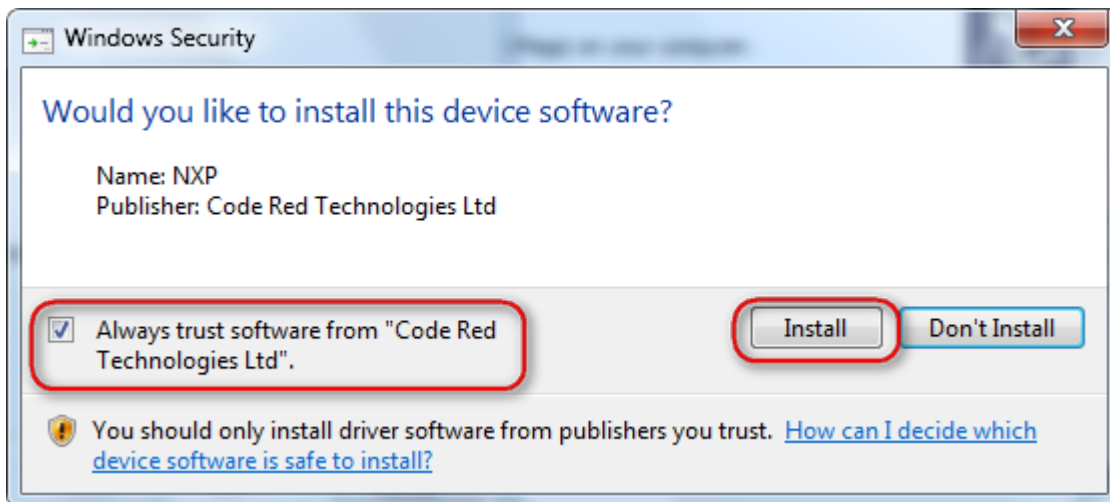 Windows Security
Would you like to install this device software?
Name: NXP
Publisher: Code Red Technologies Ltd
Always trust software from "Code Red
Technologies Ltd".
Install
Don't Install
You should only install driver software from publishers you trust. How can I decide which
device software is safe to install?